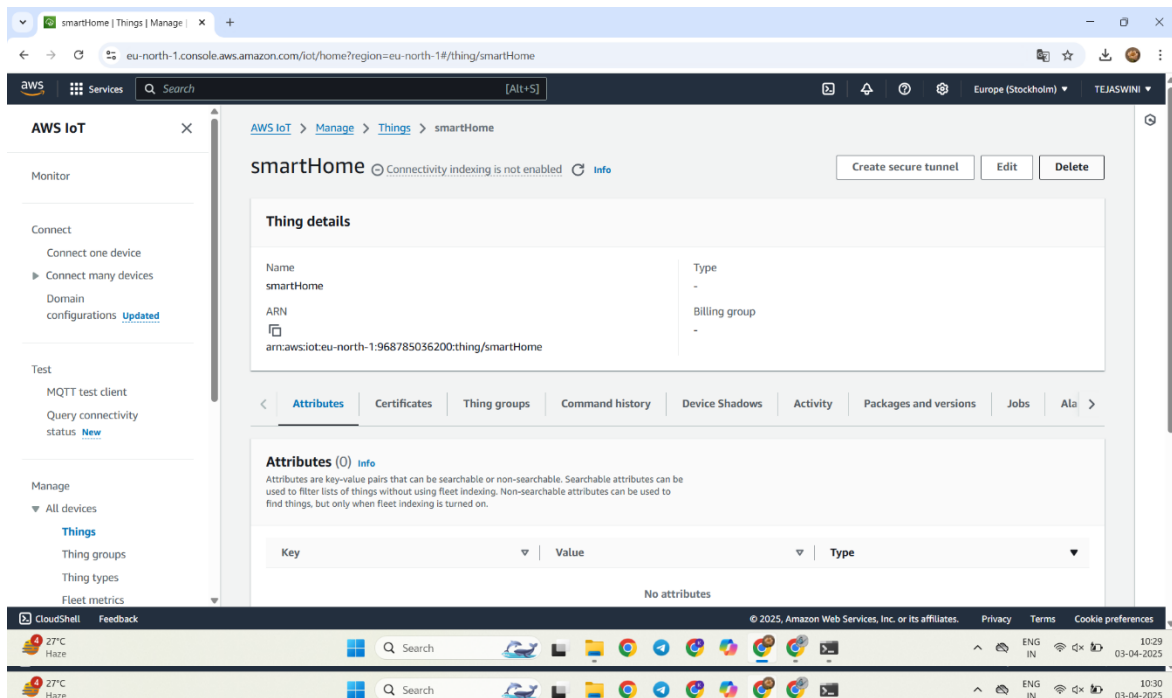 smartHome | Things | Manage |
eu-north-1.console.aws.amazon.com/iot/home?region=eu-north-1#/thing/smartHome
aws Services Search [Alt+S] Europe (Stockholm) TEJASWINI
AWS IoT
Monitor
Connect
Connect one device
Connect many devices
Domain
configurations Updated
Test
MQTT test client
Query connectivity
status New
Manage
All devices
Things
Thing groups
Thing types
Fleet metrics
AWS IoT > Manage > Things > smartHome
smartHome Connectivity indexing is not enabled Info
Create secure tunnel Edit Delete
Thing details
Name
smartHome
ARN
arn:aws:iot:eu-north-1:968785036200:thing/smartHome
Type
-
Billing group
-
Attributes Certificates Thing groups Command history Device Shadows Activity Packages and versions Jobs Ala
Attributes (0) Info
Attributes are key-value pairs that can be searchable or non-searchable. Searchable attributes can be
used to filter lists of things without using fleet indexing. Non-searchable attributes can be used to
find things, but only when fleet indexing is turned on.
Key Value Type
No attributes
CloudShell Feedback © 2025, Amazon Web Services, Inc. or its affiliates. Privacy Terms Cookie preferences
4 27°C
Haze
Search
ENG
IN
10:29
03-04-2025
4 27°C
Haze
Search
ENG
IN
10:30
03-04-2025